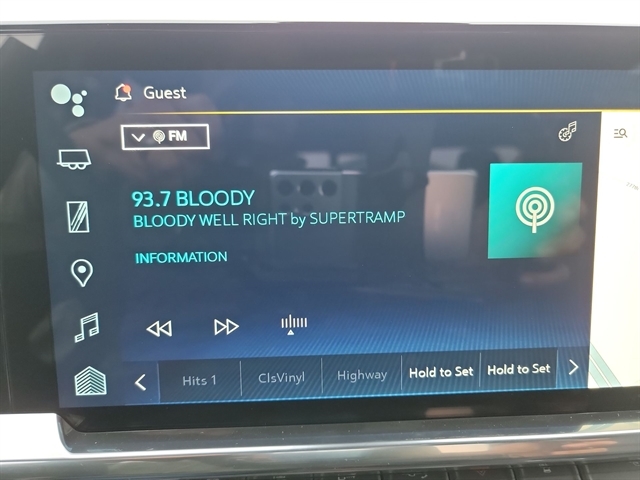 Guest
FM
93.7 BLOODY
BLOODY WELL RIGHT by SUPERTRAMP
INFORMATION
Hits 1
ClsVinyl
Highway
Hold to Set
Hold to Set